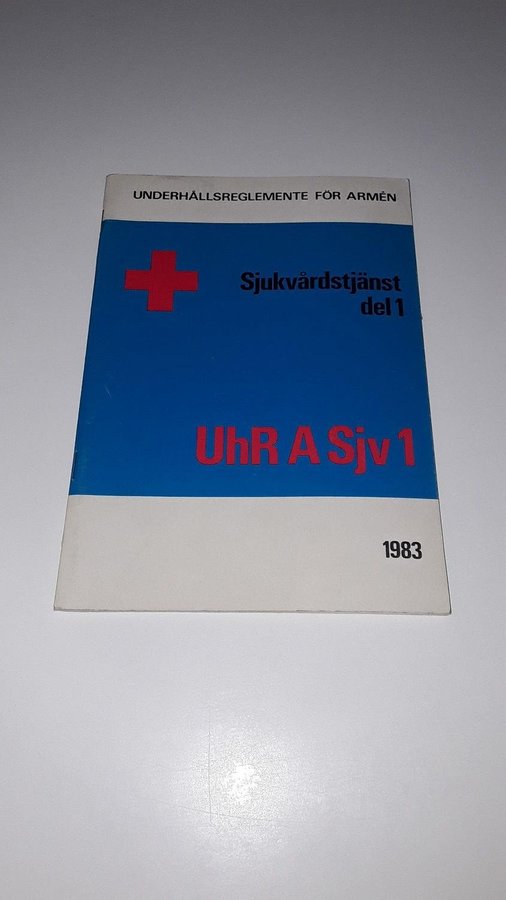 UNDERHÅLLSREGLEMENTE FÖR ARMÉN
Sjukvårdstjänst
del 1
UhR A Sjv 1
1983